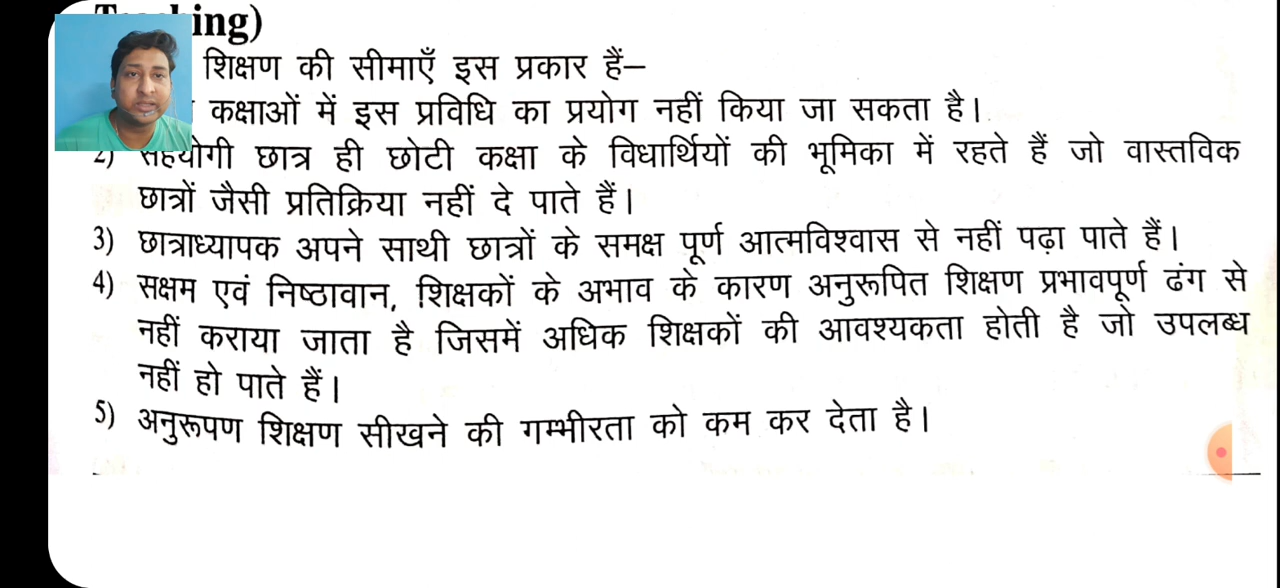 ing)
शिक्षण की सीमाएँ इस प्रकार हैं–
कक्षाओं में इस प्रविधि का प्रयोग नहीं किया जा सकता है।
2) सहयोगी छात्र ही छोटी कक्षा के विधार्थियों की भूमिका में रहते हैं जो वास्तविक
छात्रों जैसी प्रतिक्रिया नहीं दे पाते हैं।
3) छात्राध्यापक अपने साथी छात्रों के समक्ष पूर्ण आत्मविश्वास से नहीं पढ़ा पाते हैं।
4) सक्षम एवं निष्ठावान, शिक्षकों के अभाव के कारण अनुरूपित शिक्षण प्रभावपूर्ण ढंग से
नहीं कराया जाता है जिसमें अधिक शिक्षकों की आवश्यकता होती है जो उपलब्ध
नहीं हो पाते हैं।
5) अनुरूपण शिक्षण सीखने की गम्भीरता को कम कर देता है।